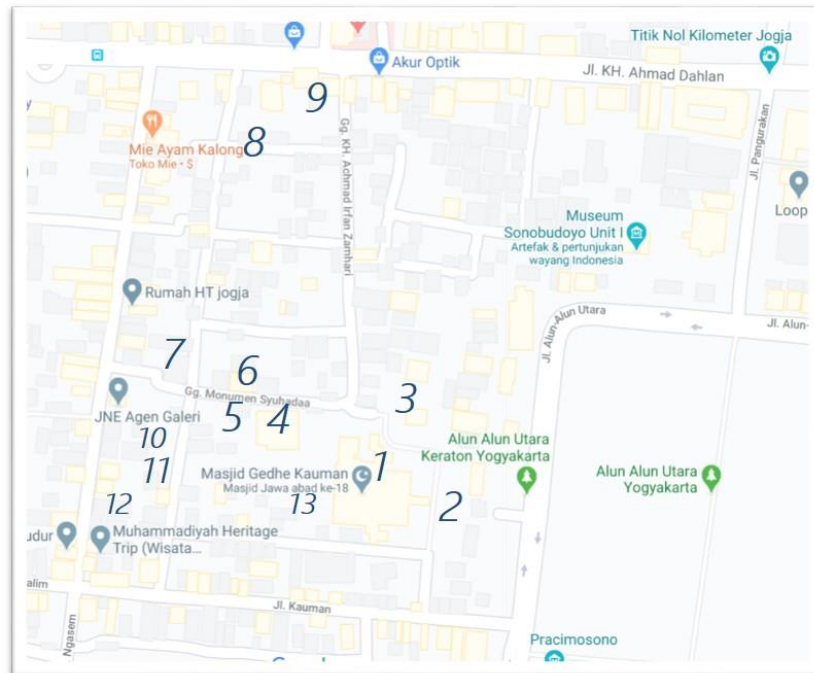 Titik Nol Kilometer Jogja
Akur Optik
Jl. KH. Ahmad Dahlan
9
8
Mie Ayam Kalong
Toko Mie • $
Gg. KH. Achmad Irfan Zamhari
Jl. Pangurakan
Loop
Museum
Sonobudoyo Unit I
Artefak & pertunjukan
wayang Indonesia
Rumah HT jogja
Jl. Alun-Alun Utara
Jl. Alun-
7
6
3
Gg. Monumen Syuhadaa
JNE Agen Galeri
5
4
10
11
1
Alun Alun Utara
Keraton Yogyakarta
Alun Alun Utara
Yogyakarta
Masjid Gedhe Kauman
Masjid Jawa abad ke-18
12
13
2
udur
Muhammadiyah Heritage
Trip (Wisata...
alim
Jl. Kauman
Ngasem
Pracimosono